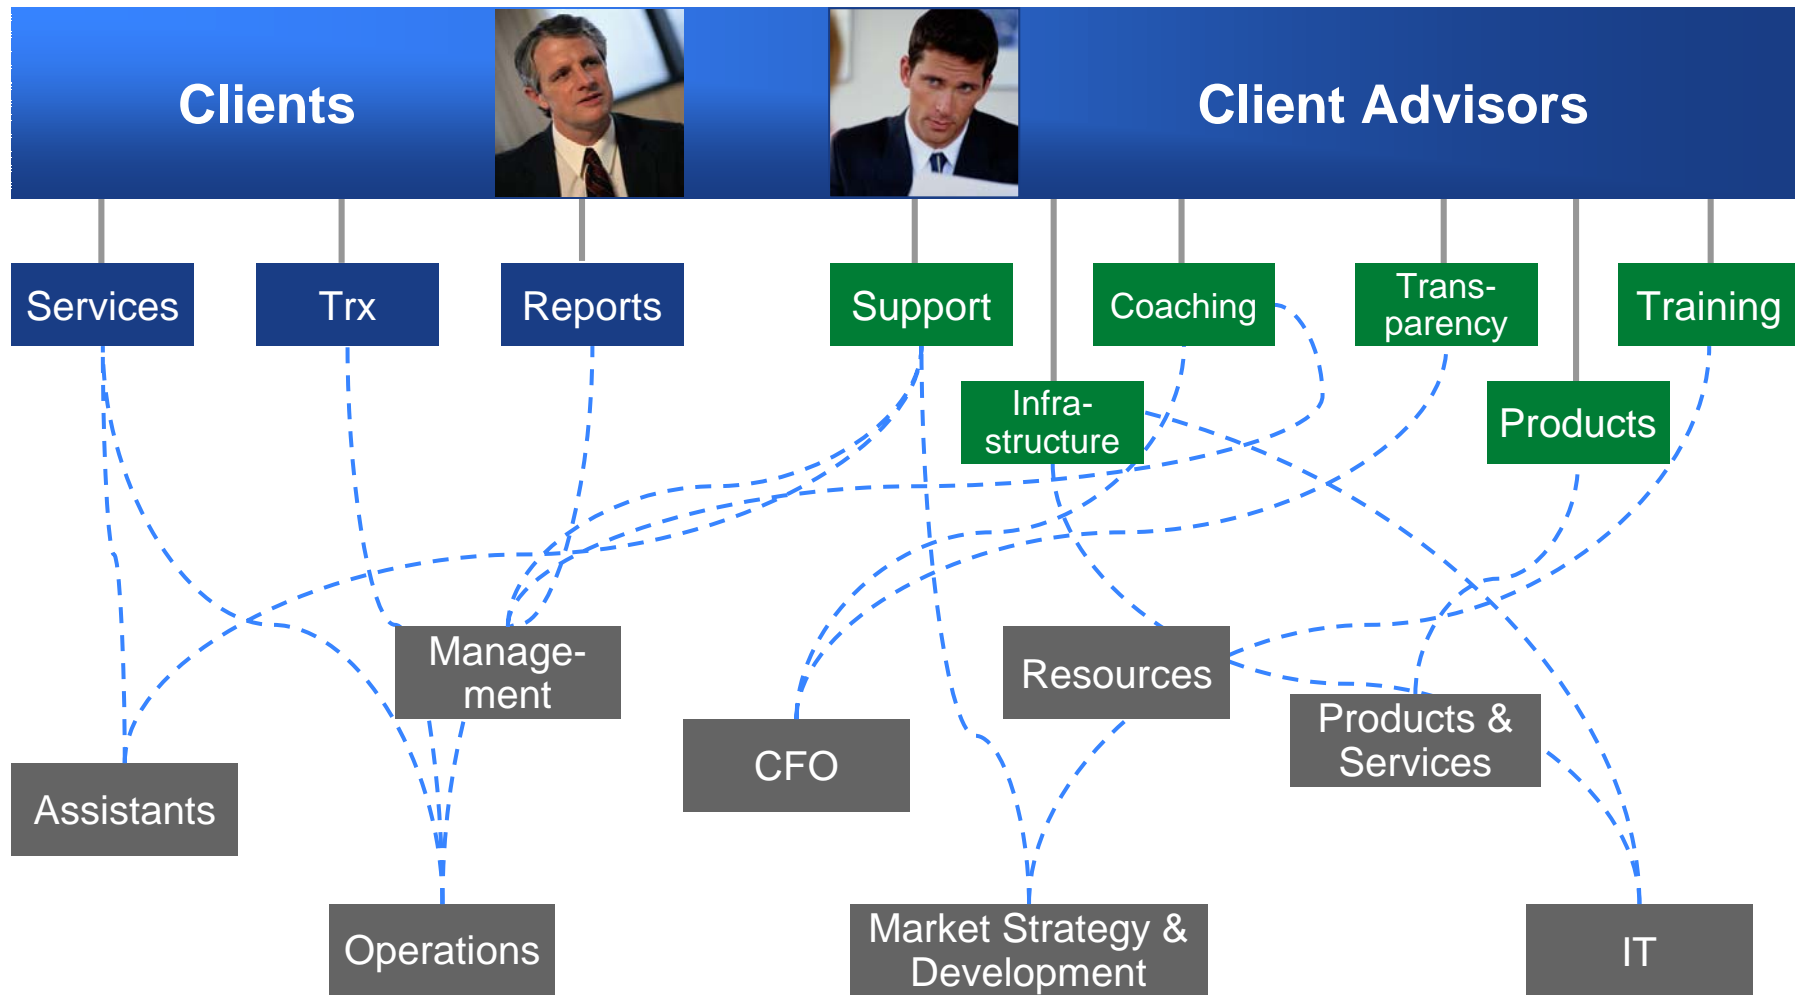 Clients
Client Advisors
Services
Trx
Reports
Support
Coaching
Trans-
parency
Training
Infra-
structure
Products
Manage-
ment
Resources
Products &
Services
CFO
Assistants
Operations
Market Strategy &
Development
IT